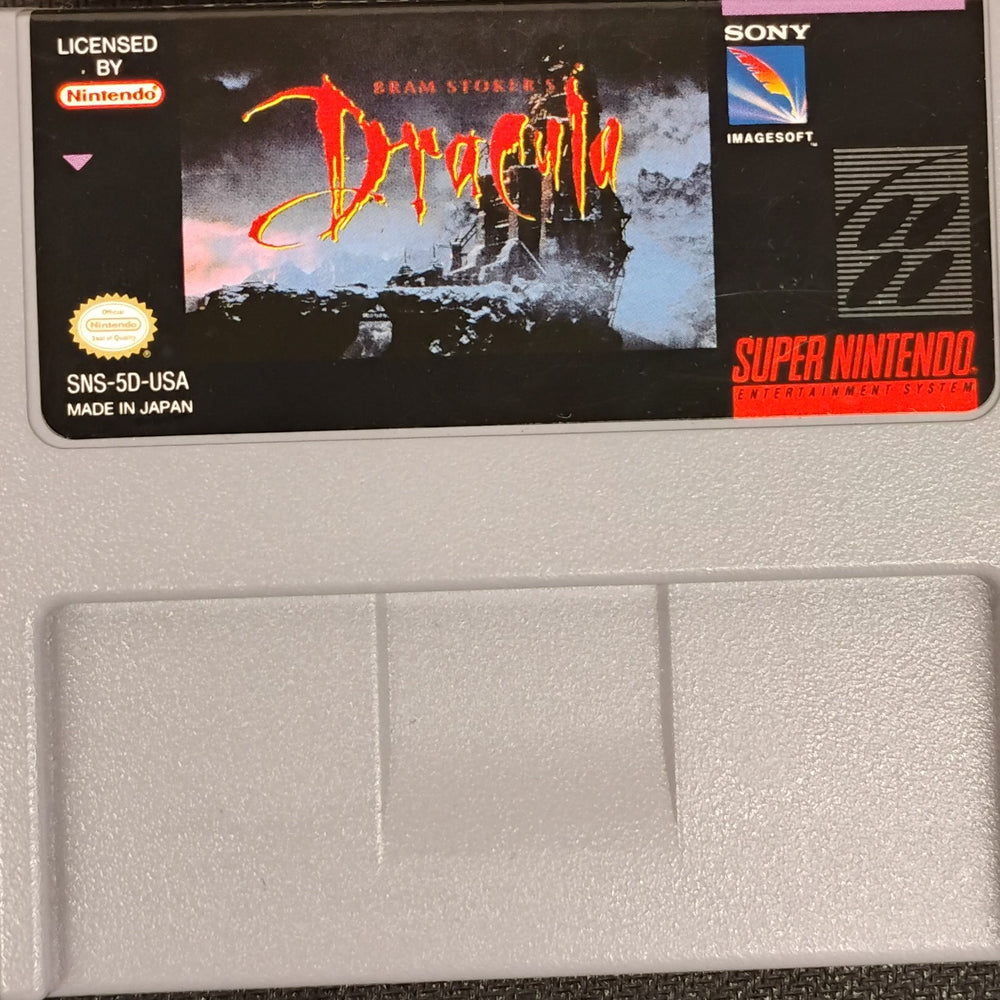 LICENSED
BY
Nintendo
BRAM STOKER'S
Dracula
SONY
IMAGESOFT™
Official
Nintendo
Seal of Quality
®
SNS-5D-USA
MADE IN JAPAN
SUPER NINTENDO
ENTERTAINMENT SYSTEM